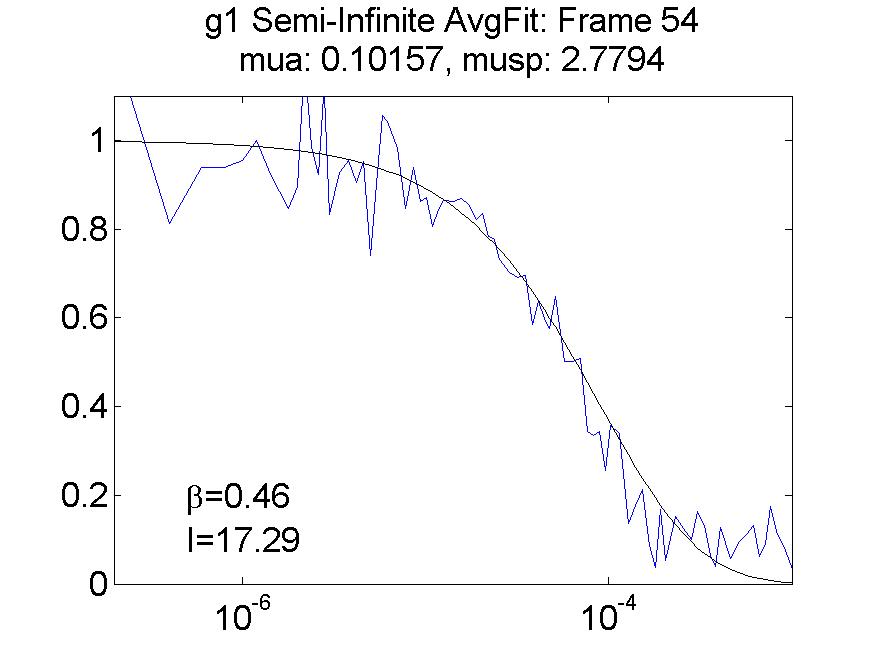 g1 Semi-Infinite AvgFit: Frame 54
mua: 0.10157, musp: 2.7794
1
0.8
0.6
0.4
0.2
0
β=0.46
I=17.29
10^-6
10^-4